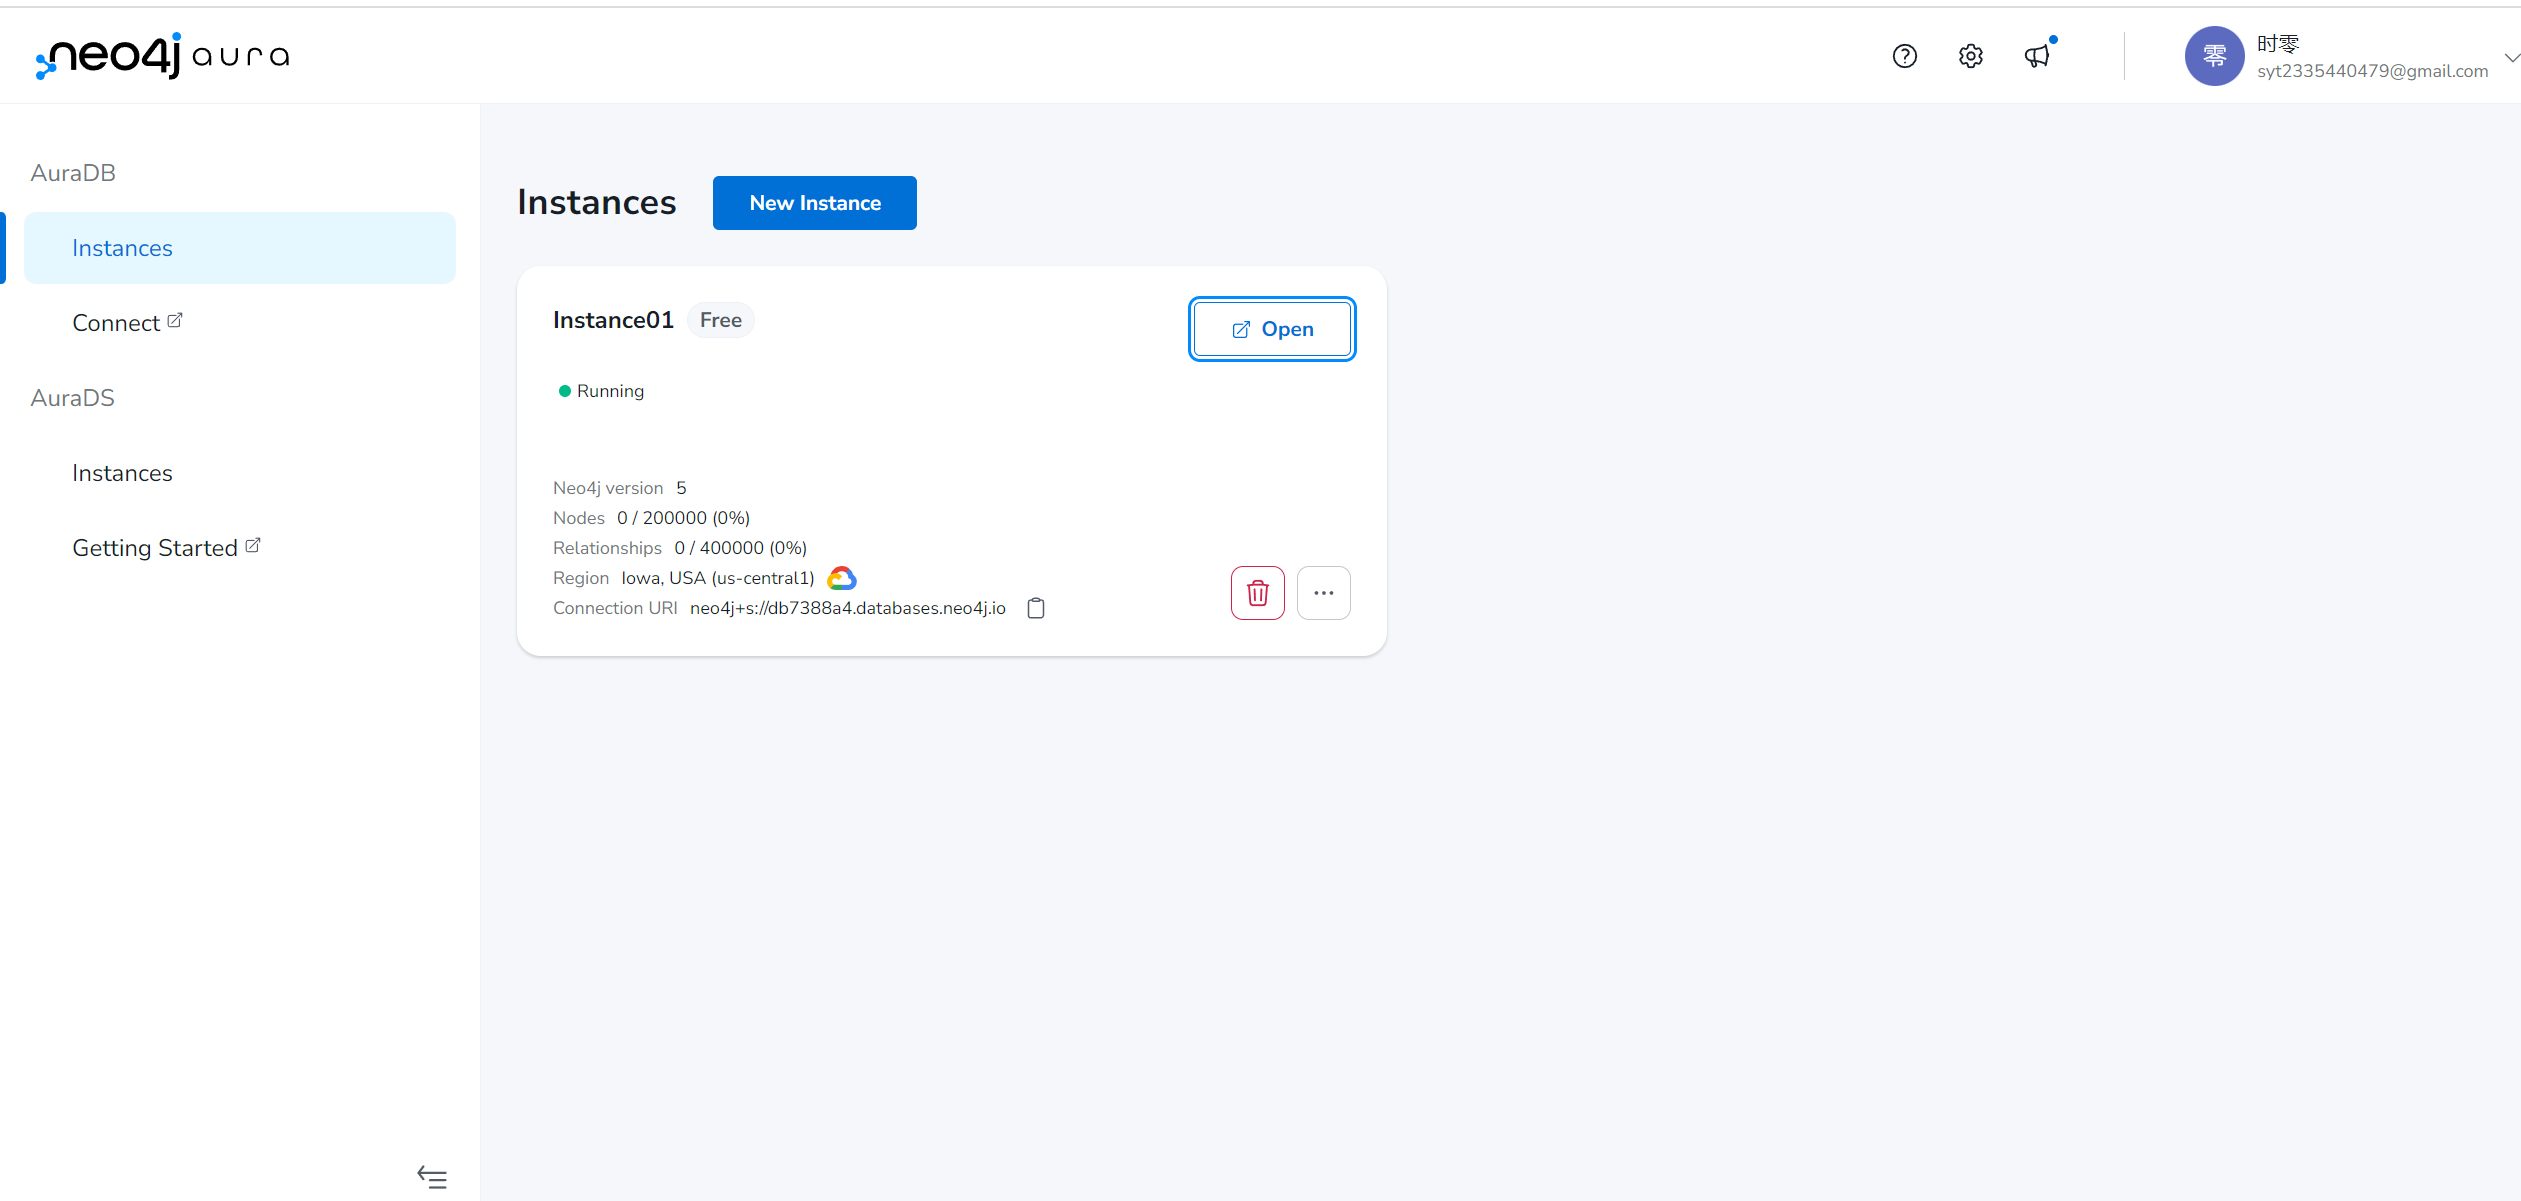 neo4j aura
零
时零
syt2335440479@gmail.com
AuraDB
Instances
Connect
AuraDS
Instances
Getting Started
Instances
New Instance
Instance01
Free
Open
Running
Neo4j version 5
Nodes 0 / 200000 (0%)
Relationships 0 / 400000 (0%)
Region Iowa, USA (us-central1)
Connection URI neo4j+s://db7388a4.databases.neo4j.io